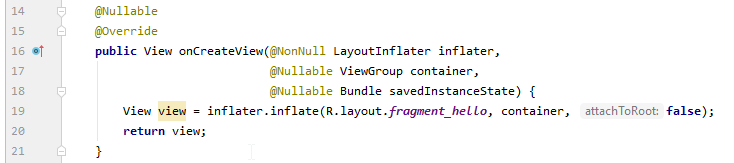 14 @Nullable
15 @Override
16 public View onCreateView(@NonNull LayoutInflater inflater,
17 @Nullable ViewGroup container,
18 @Nullable Bundle savedInstanceState) {
19 View view = inflater.inflate(R.layout.fragment_hello, container, attachToRoot: false);
20 return view;
21 }